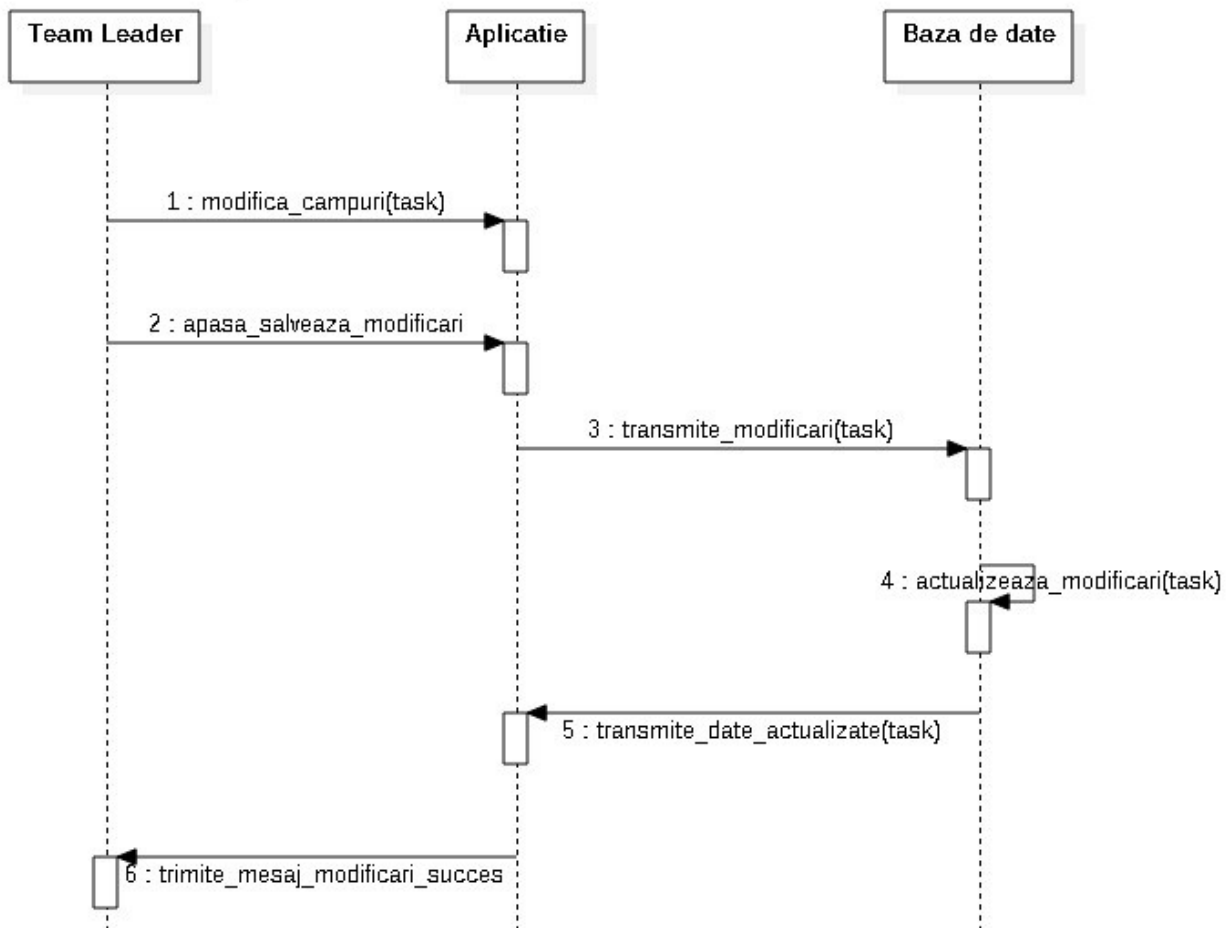 Team Leader
Aplicatie
Baza de date
1 : modifica_campuri(task)
2 : apasa_salveaza_modificari
3 : transmite_modificari(task)
4 : actualizeaza_modificari(task)
5 : transmite_date_actualizate(task)
6 : trimite_mesaj_modificari_succes